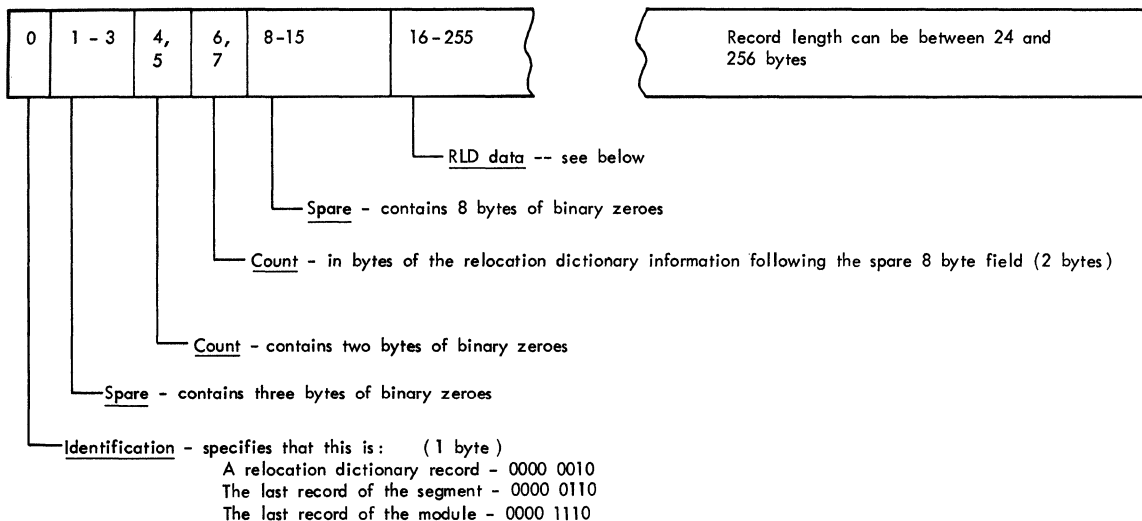 0 1 - 3 4, 5 6, 7 8-15 16-255
Record length can be between 24 and
256 bytes
RLD data -- see below
Spare - contains 8 bytes of binary zeroes
Count - in bytes of the relocation dictionary information following the spare 8 byte field (2 bytes)
Count - contains two bytes of binary zeroes
Spare - contains three bytes of binary zeroes
Identification - specifies that this is: (1 byte)
A relocation dictionary record - 0000 0010
The last record of the segment - 0000 0110
The last record of the module - 0000 1110